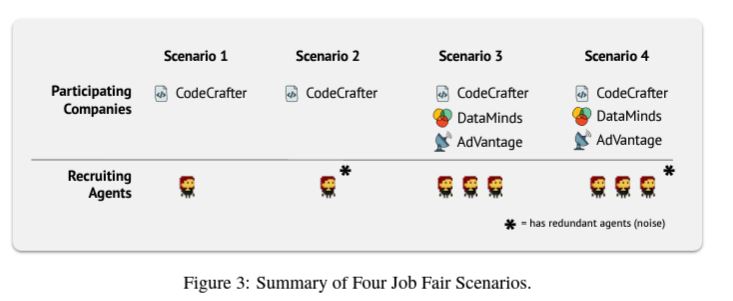 Scenario 1 Scenario 2 Scenario 3 Scenario 4
Participating Companies
CodeCrafter CodeCrafter CodeCrafter CodeCrafter
DataMinds DataMinds
AdVantage AdVantage
Recruiting Agents
* *
* = has redundant agents (noise)
Figure 3: Summary of Four Job Fair Scenarios.